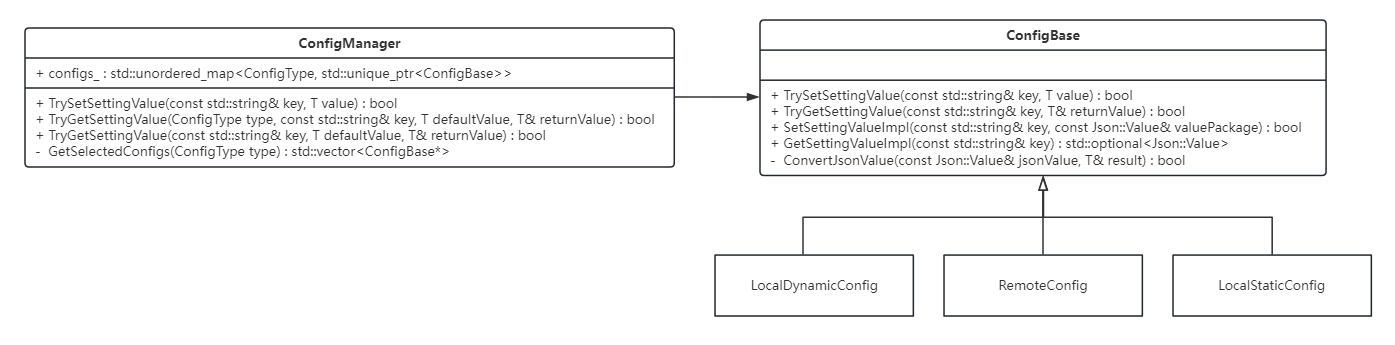 ConfigManager
+ configs_ : std::unordered_map<ConfigType, std::unique_ptr<ConfigBase>>
+ TrySetSettingValue(const std::string& key, T value) : bool
+ TryGetSettingValue(ConfigType type, const std::string& key, T defaultValue, T& returnValue) : bool
+ TryGetSettingValue(const std::string& key, T defaultValue, T& returnValue) : bool
- GetSelectedConfigs(ConfigType type) : std::vector<ConfigBase*>
ConfigBase
+ TrySetSettingValue(const std::string& key, T value) : bool
+ TryGetSettingValue(const std::string& key, T& returnValue) : bool
+ SetSettingValueImpl(const std::string& key, const Json::Value& valuePackage) : bool
+ GetSettingValueImpl(const std::string& key) : std::optional<Json::Value>
- ConvertJsonValue(const Json::Value& jsonValue, T& result) : bool
LocalDynamicConfig
RemoteConfig
LocalStaticConfig